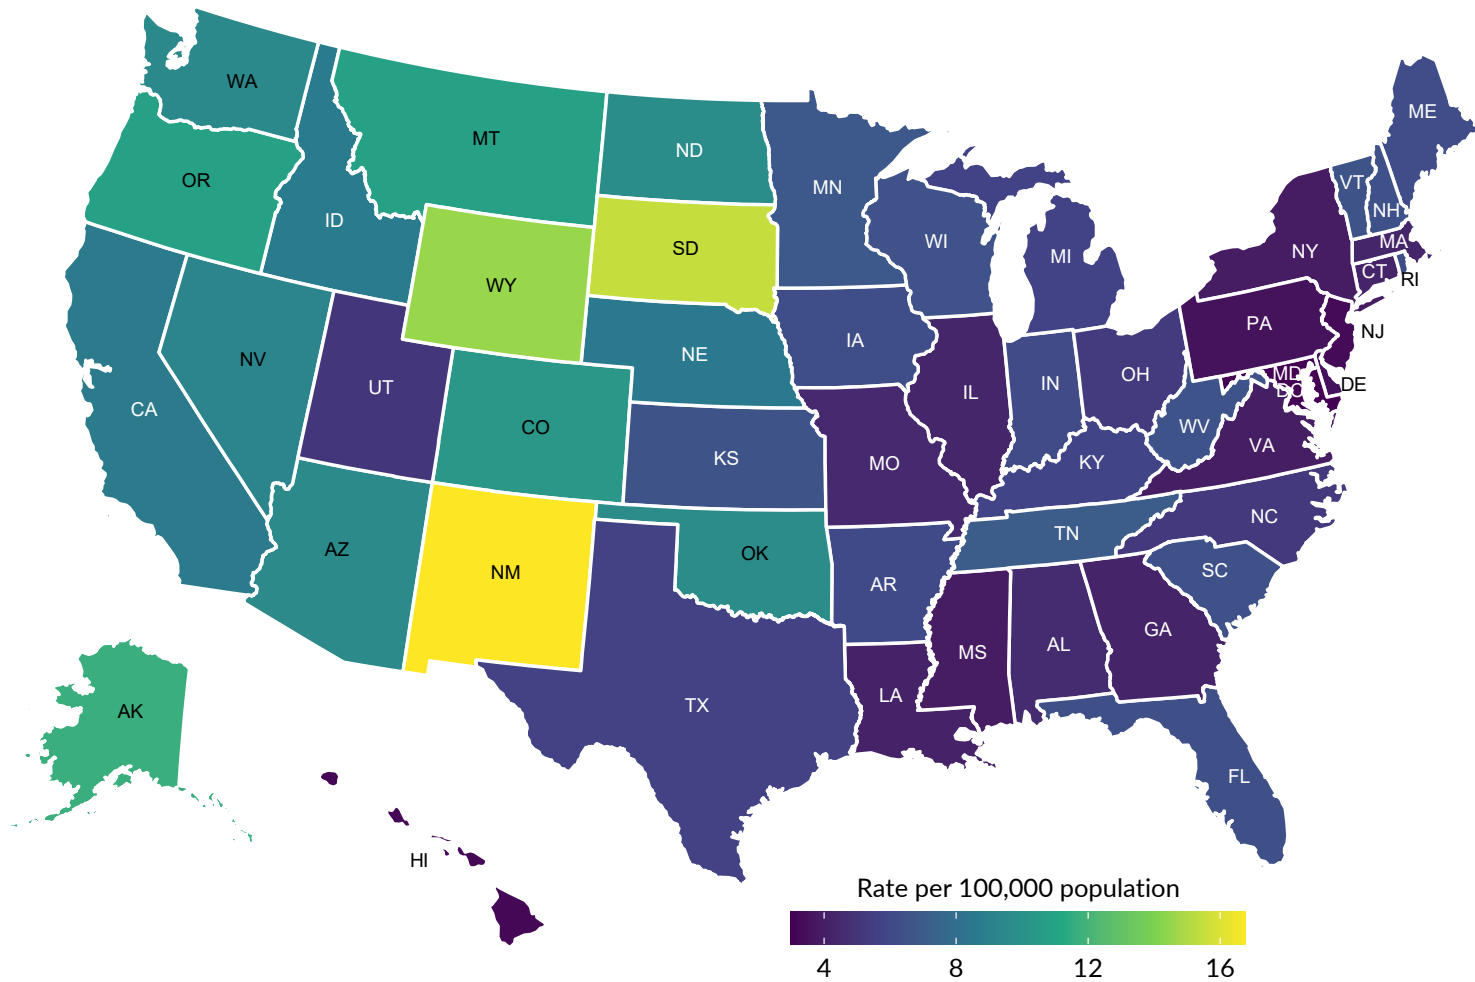 WA
MT
ND
OR
ID
MN
SD
WY
WI
MI
ME
VT
NH
NY
MA
CT
RI
NJ
PA
NV
UT
NE
IA
CA
CO
KS
MO
IL
IN
OH
MD
DC
DE
WV
VA
KY
AZ
NM
OK
TN
NC
AR
SC
TX
LA
MS
AL
GA
FL
AK
HI
Rate per 100,000 population
4 8 12 16